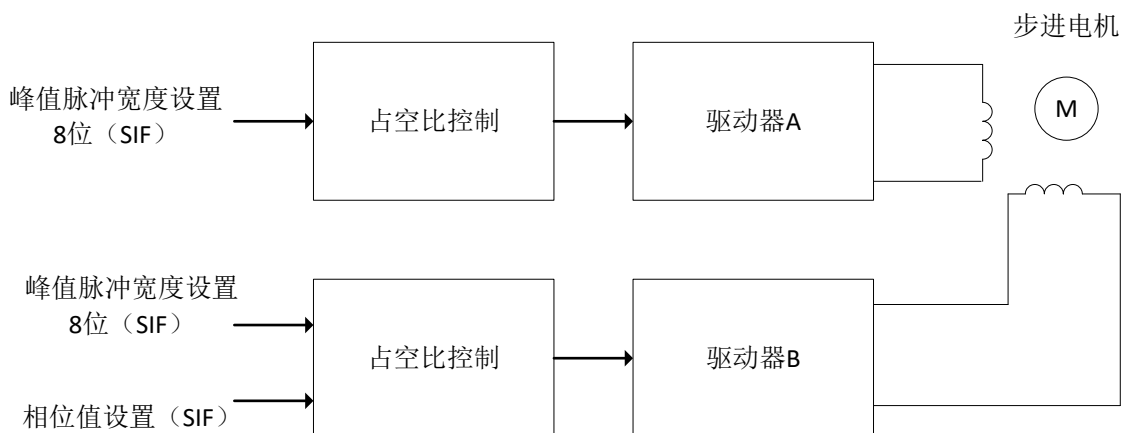 步进电机
峰值脉冲宽度设置
8位（SIF）
占空比控制
驱动器A
M
峰值脉冲宽度设置
8位（SIF）
占空比控制
驱动器B
相位值设置（SIF）